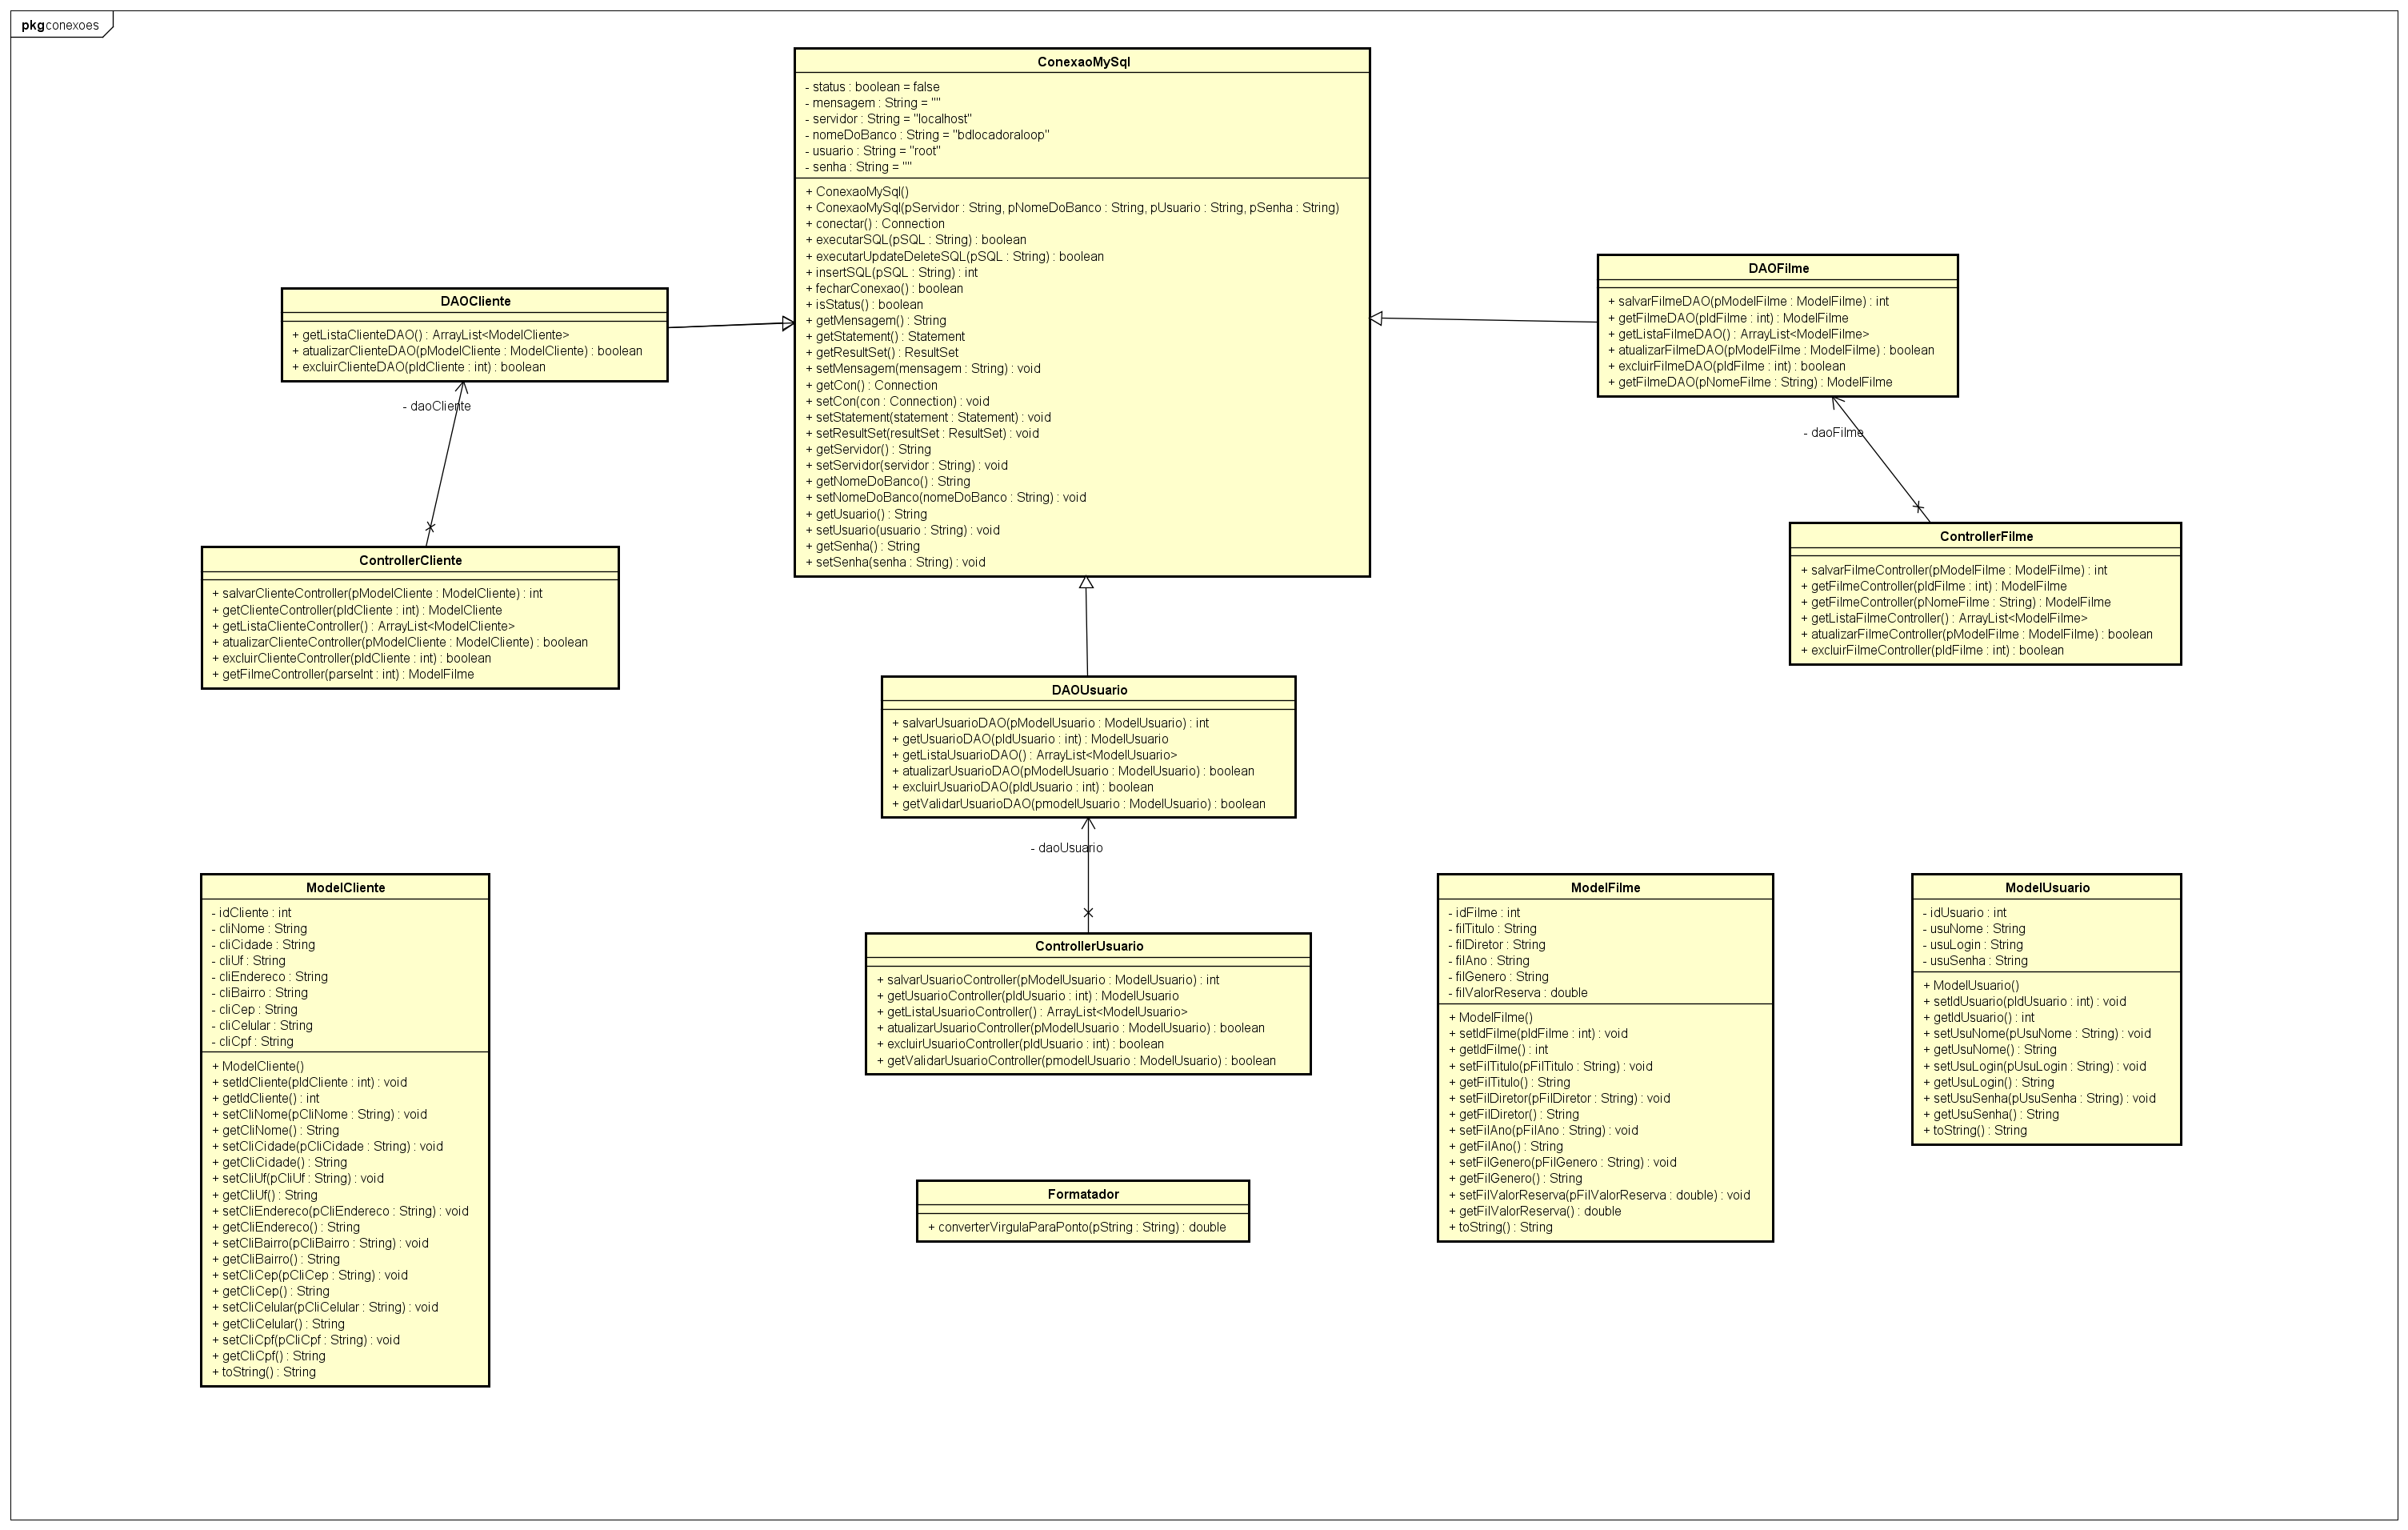 pkg conexoes
ConexaoMySql
- status : boolean = false
- mensagem : String = ""
- servidor : String = "localhost"
- nomeDoBanco : String = "bdlocadoraloop"
- usuario : String = "root"
- senha : String = ""
+ ConexaoMySql()
+ ConexaoMySql(pServidor : String, pNomeDoBanco : String, pUsuario : String, pSenha : String)
+ conectar() : Connection
+ executarSQL(pSQL : String) : boolean
+ executarUpdateDeleteSQL(pSQL : String) : boolean
+ insertSQL(pSQL : String) : int
+ fecharConexao() : boolean
+ isStatus() : boolean
+ getMensagem() : String
+ getStatement() : Statement
+ getResultSet() : ResultSet
+ setMensagem(mensagem : String) : void
+ getCon() : Connection
+ setCon(con : Connection) : void
+ setStatement(statement : Statement) : void
+ setResultSet(resultSet : ResultSet) : void
+ getServidor() : String
+ setServidor(servidor : String) : void
+ getNomeDoBanco() : String
+ setNomeDoBanco(nomeDoBanco : String) : void
+ getUsuario() : String
+ setUsuario(usuario : String) : void
+ getSenha() : String
+ setSenha(senha : String) : void
DAOCliente
+ getListaClienteDAO() : ArrayList<ModelCliente>
+ atualizarClienteDAO(pModelCliente : ModelCliente) : boolean
+ excluirClienteDAO(pIdCliente : int) : boolean
- daoCliente
DAOFilme
+ salvarFilmeDAO(pModelFilme : ModelFilme) : int
+ getFilmeDAO(pIdFilme : int) : ModelFilme
+ getListaFilmeDAO() : ArrayList<ModelFilme>
+ atualizarFilmeDAO(pModelFilme : ModelFilme) : boolean
+ excluirFilmeDAO(pIdFilme : int) : boolean
+ getFilmeDAO(pNomeFilme : String) : ModelFilme
- daoFilme
ControllerCliente
+ salvarClienteController(pModelCliente : ModelCliente) : int
+ getClienteController(pIdCliente : int) : ModelCliente
+ getListaClienteController() : ArrayList<ModelCliente>
+ atualizarClienteController(pModelCliente : ModelCliente) : boolean
+ excluirClienteController(pIdCliente : int) : boolean
+ getFilmeController(parseInt : int) : ModelFilme
ControllerFilme
+ salvarFilmeController(pModelFilme : ModelFilme) : int
+ getFilmeController(pIdFilme : int) : ModelFilme
+ getFilmeController(pNomeFilme : String) : ModelFilme
+ getListaFilmeController() : ArrayList<ModelFilme>
+ atualizarFilmeController(pModelFilme : ModelFilme) : boolean
+ excluirFilmeController(pIdFilme : int) : boolean
DAOUsuario
+ salvarUsuarioDAO(pModelUsuario : ModelUsuario) : int
+ getUsuarioDAO(pIdUsuario : int) : ModelUsuario
+ getListaUsuarioDAO() : ArrayList<ModelUsuario>
+ atualizarUsuarioDAO(pModelUsuario : ModelUsuario) : boolean
+ excluirUsuarioDAO(pIdUsuario : int) : boolean
+ getValidarUsuarioDAO(pmodelUsuario : ModelUsuario) : boolean
- daoUsuario
ControllerUsuario
+ salvarUsuarioController(pModelUsuario : ModelUsuario) : int
+ getUsuarioController(pIdUsuario : int) : ModelUsuario
+ getListaUsuarioController() : ArrayList<ModelUsuario>
+ atualizarUsuarioController(pModelUsuario : ModelUsuario) : boolean
+ excluirUsuarioController(pIdUsuario : int) : boolean
+ getValidarUsuarioController(pmodelUsuario : ModelUsuario) : boolean
ModelCliente
- idCliente : int
- cliNome : String
- cliCidade : String
- cliUf : String
- cliEndereco : String
- cliBairro : String
- cliCep : String
- cliCelular : String
- cliCpf : String
+ ModelCliente()
+ setIdCliente(pIdCliente : int) : void
+ getIdCliente() : int
+ setCliNome(pCliNome : String) : void
+ getCliNome() : String
+ setCliCidade(pCliCidade : String) : void
+ getCliCidade() : String
+ setCliUf(pCliUf : String) : void
+ getCliUf() : String
+ setCliEndereco(pCliEndereco : String) : void
+ getCliEndereco() : String
+ setCliBairro(pCliBairro : String) : void
+ getCliBairro() : String
+ setCliCep(pCliCep : String) : void
+ getCliCep() : String
+ setCliCelular(pCliCelular : String) : void
+ getCliCelular() : String
+ setCliCpf(pCliCpf : String) : void
+ getCliCpf() : String
+ toString() : String
Formatador
+ converterVirgulaParaPonto(pString : String) : double
ModelFilme
- idFilme : int
- filTitulo : String
- filDiretor : String
- filAno : String
- filGenero : String
- filValorReserva : double
+ ModelFilme()
+ setIdFilme(pIdFilme : int) : void
+ getIdFilme() : int
+ setFilTitulo(pFilTitulo : String) : void
+ getFilTitulo() : String
+ setFilDiretor(pFilDiretor : String) : void
+ getFilDiretor() : String
+ setFilAno(pFilAno : String) : void
+ getFilAno() : String
+ setFilGenero(pFilGenero : String) : void
+ getFilGenero() : String
+ setFilValorReserva(pFilValorReserva : double) : void
+ getFilValorReserva() : double
+ toString() : String
ModelUsuario
- idUsuario : int
- usuNome : String
- usuLogin : String
- usuSenha : String
+ ModelUsuario()
+ setIdUsuario(pIdUsuario : int) : void
+ getIdUsuario() : int
+ setUsuNome(pUsuNome : String) : void
+ getUsuNome() : String
+ setUsuLogin(pUsuLogin : String) : void
+ getUsuLogin() : String
+ setUsuSenha(pUsuSenha : String) : void
+ getUsuSenha() : String
+ toString() : String